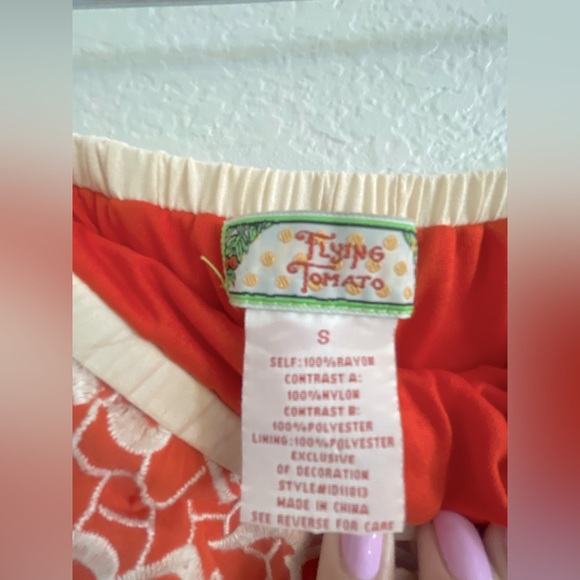 FLYING
TOMATO
S
SELF:100%RAYON
CONTRAST A:
100%NYLON
CONTRAST B:
100%POLYESTER
LINING:100%POLYESTER
EXCLUSIVE
OF DECORATION
STYLE#ID11813
MADE IN CHINA
SEE REVERSE FOR CARE